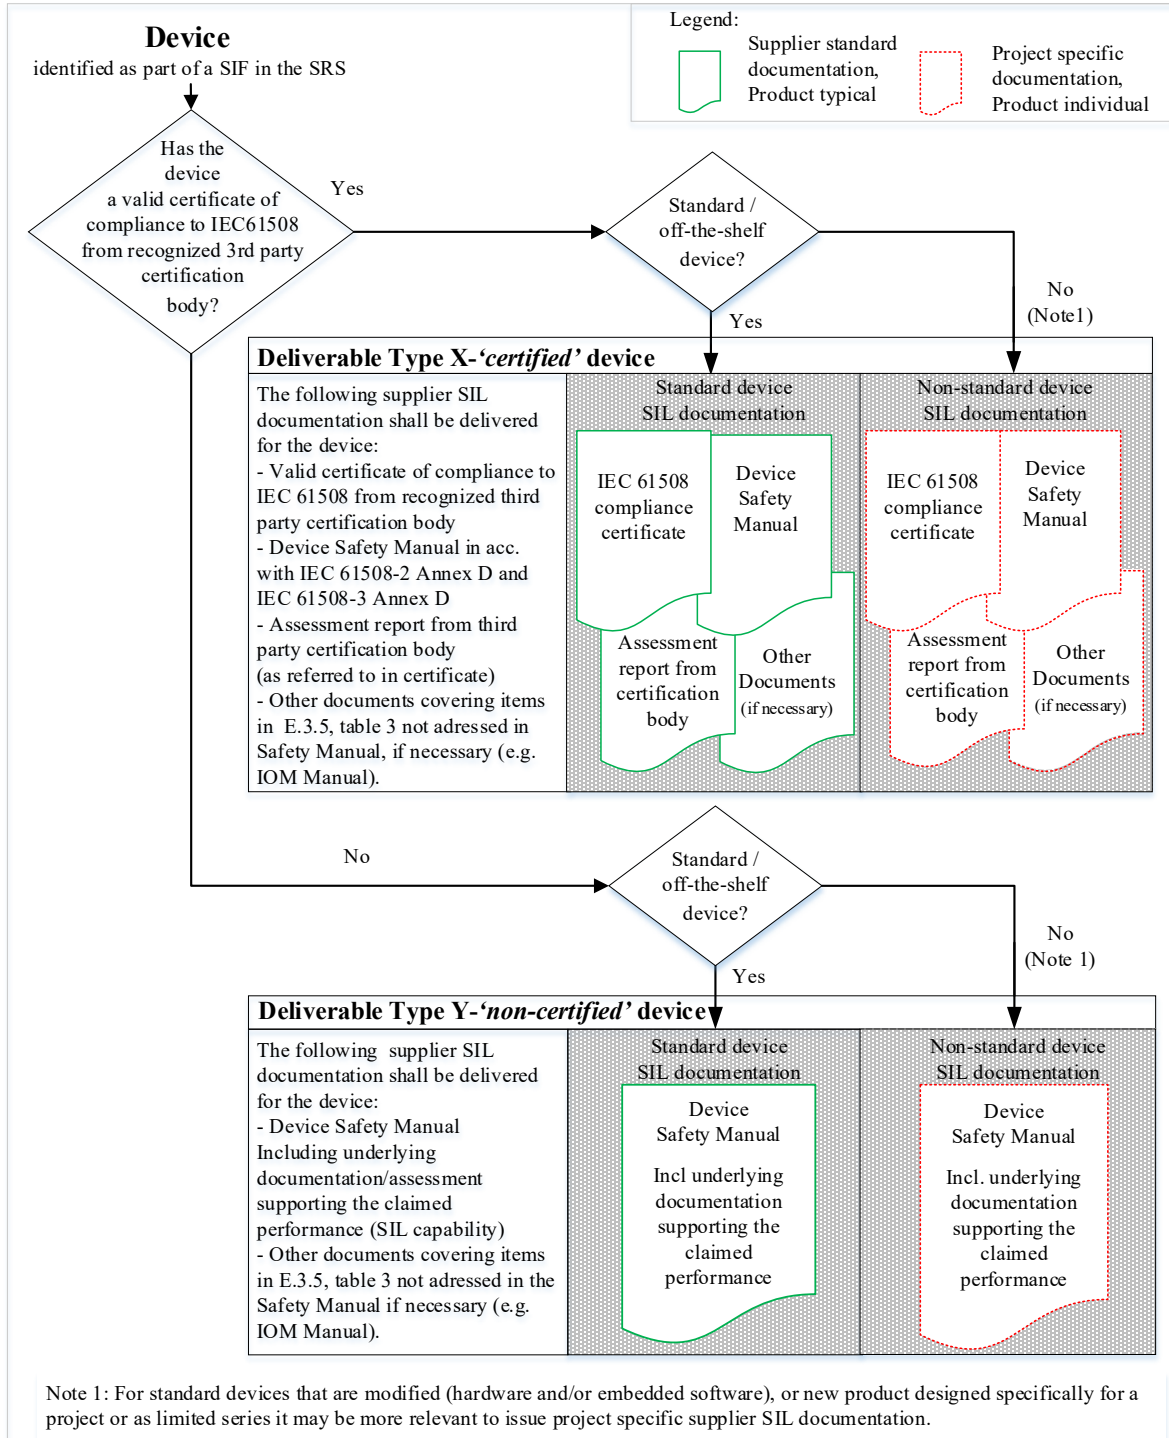 Device
identified as part of a SIF in the SRS
Legend:
Supplier standard
documentation,
Product typical
Project specific
documentation,
Product individual
Has the
device
a valid certificate of
compliance to IEC61508
from recognized 3rd party
certification
body?
Yes
Standard /
off-the-shelf
device?
Yes
No
(Note1)
Deliverable Type X-‘certified’ device
The following supplier SIL
documentation shall be delivered
for the device:
- Valid certificate of compliance to
IEC 61508 from recognized third
party certification body
- Device Safety Manual in acc.
with IEC 61508-2 Annex D and
IEC 61508-3 Annex D
- Assessment report from third
party certification body
(as referred to in certificate)
- Other documents covering items
in E.3.5, table 3 not adressed in
Safety Manual, if necessary (e.g.
IOM Manual).
Standard device
SIL documentation
IEC 61508
compliance
certificate
Device
Safety
Manual
Assessment
report from
certification
body
Other
Documents
(if necessary)
Non-standard device
SIL documentation
IEC 61508
compliance
certificate
Device
Safety
Manual
Assessment
report from
certification
body
Other
Documents
(if necessary)
No
Standard /
off-the-shelf
device?
Yes
No
(Note 1)
Deliverable Type Y-‘non-certified’ device
The following supplier SIL
documentation shall be delivered
for the device:
- Device Safety Manual
Including underlying
documentation/assessment
supporting the claimed
performance (SIL capability)
- Other documents covering items
in E.3.5, table 3 not adressed in the
Safety Manual if necessary (e.g.
IOM Manual).
Standard device
SIL documentation
Device
Safety Manual
Incl underlying
documentation
supporting the
claimed
performance
Non-standard device
SIL documentation
Device
Safety Manual
Incl. underlying
documentation
supporting the
claimed
performance
Note 1: For standard devices that are modified (hardware and/or embedded software), or new product designed specifically for a
project or as limited series it may be more relevant to issue project specific supplier SIL documentation.